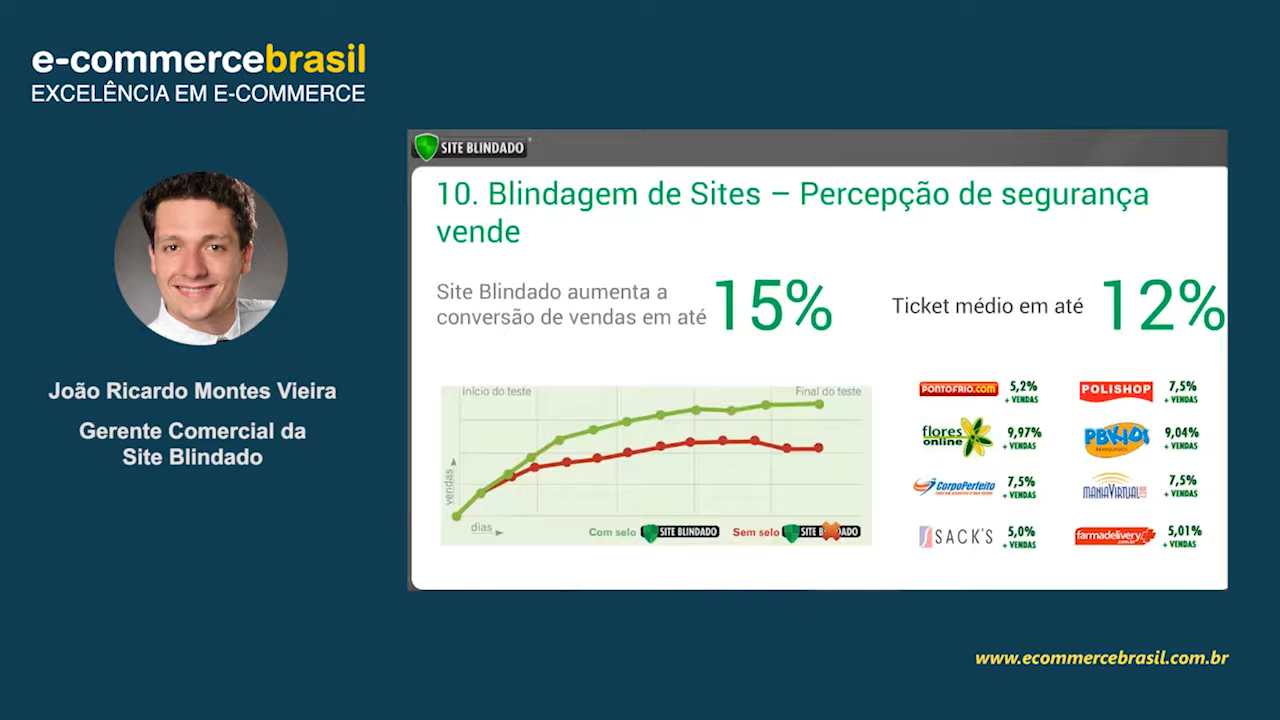 e-commercebrasil
EXCELÊNCIA EM E-COMMERCE
João Ricardo Montes Vieira
Gerente Comercial da
Site Blindado
SITE BLINDADO
10. Blindagem de Sites – Percepção de segurança
vende
Site Blindado aumenta a
conversão de vendas em até 15%
Ticket médio em até 12%
Início do teste
Final do teste
vendas
dias
Com selo SITE BLINDADO
Sem selo SITE
PONTOFRIO.COM 5,2%
+ VENDAS
POLISHOP 7,5%
+ VENDAS
flores
online 9,97%
+ VENDAS
PBKIDS
BRINQUEDOS 9,04%
+ VENDAS
CORPOPERFEITO 7,5%
+ VENDAS
MANIAVIRTUAL 7,5%
+ VENDAS
SACK'S 5,0%
+ VENDAS
farmadelivery
.com.br 5,01%
+ VENDAS
www.ecommercebrasil.com.br